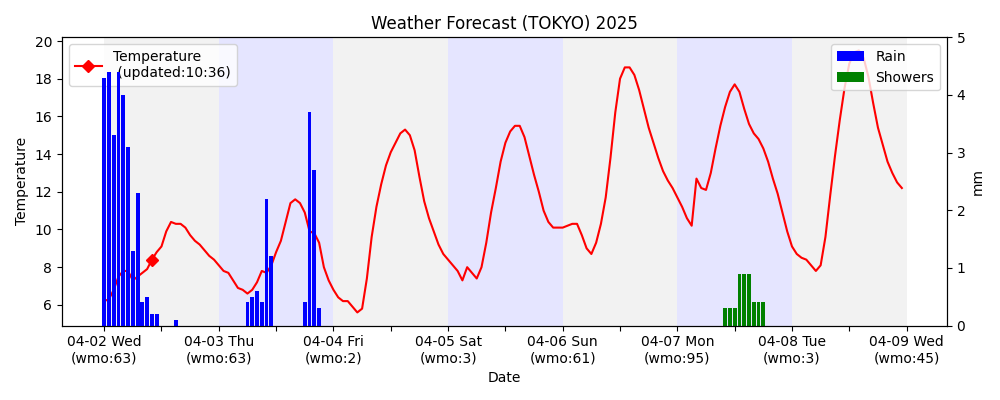 Weather Forecast (TOKYO) 2025
Temperature
(updated:10:36)
Rain
Showers
20
18
16
14
12
10
8
6
Temperature
5
4
3
2
1
0
mm
04-02 Wed
(wmo:63)
04-03 Thu
(wmo:63)
04-04 Fri
(wmo:2)
04-05 Sat
(wmo:3)
04-06 Sun
(wmo:61)
04-07 Mon
(wmo:95)
04-08 Tue
(wmo:3)
04-09 Wed
(wmo:45)
Date